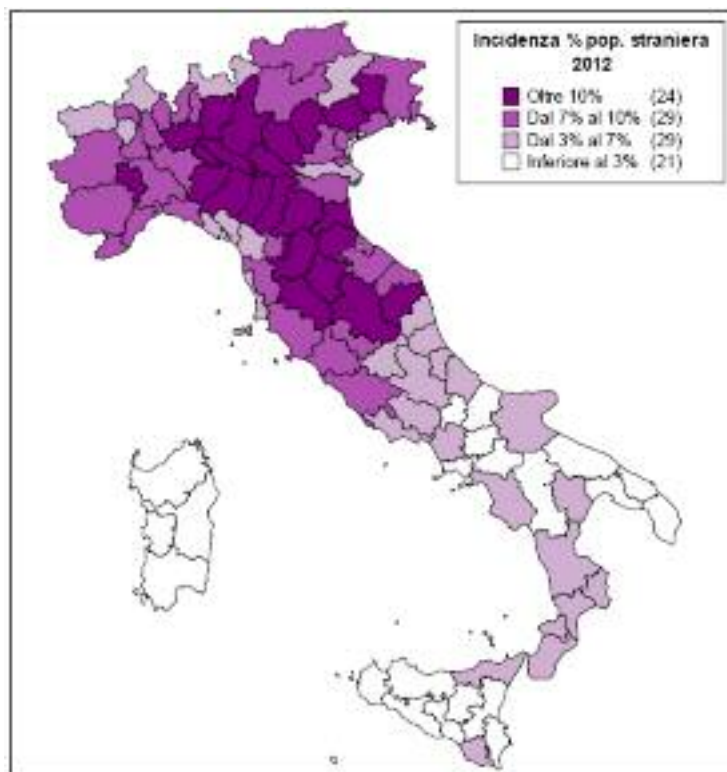 Incidenza % pop. straniera
2012
Oltre 10% (24)
Dal 7% al 10% (29)
Dal 3% al 7% (29)
Inferiore al 3% (21)